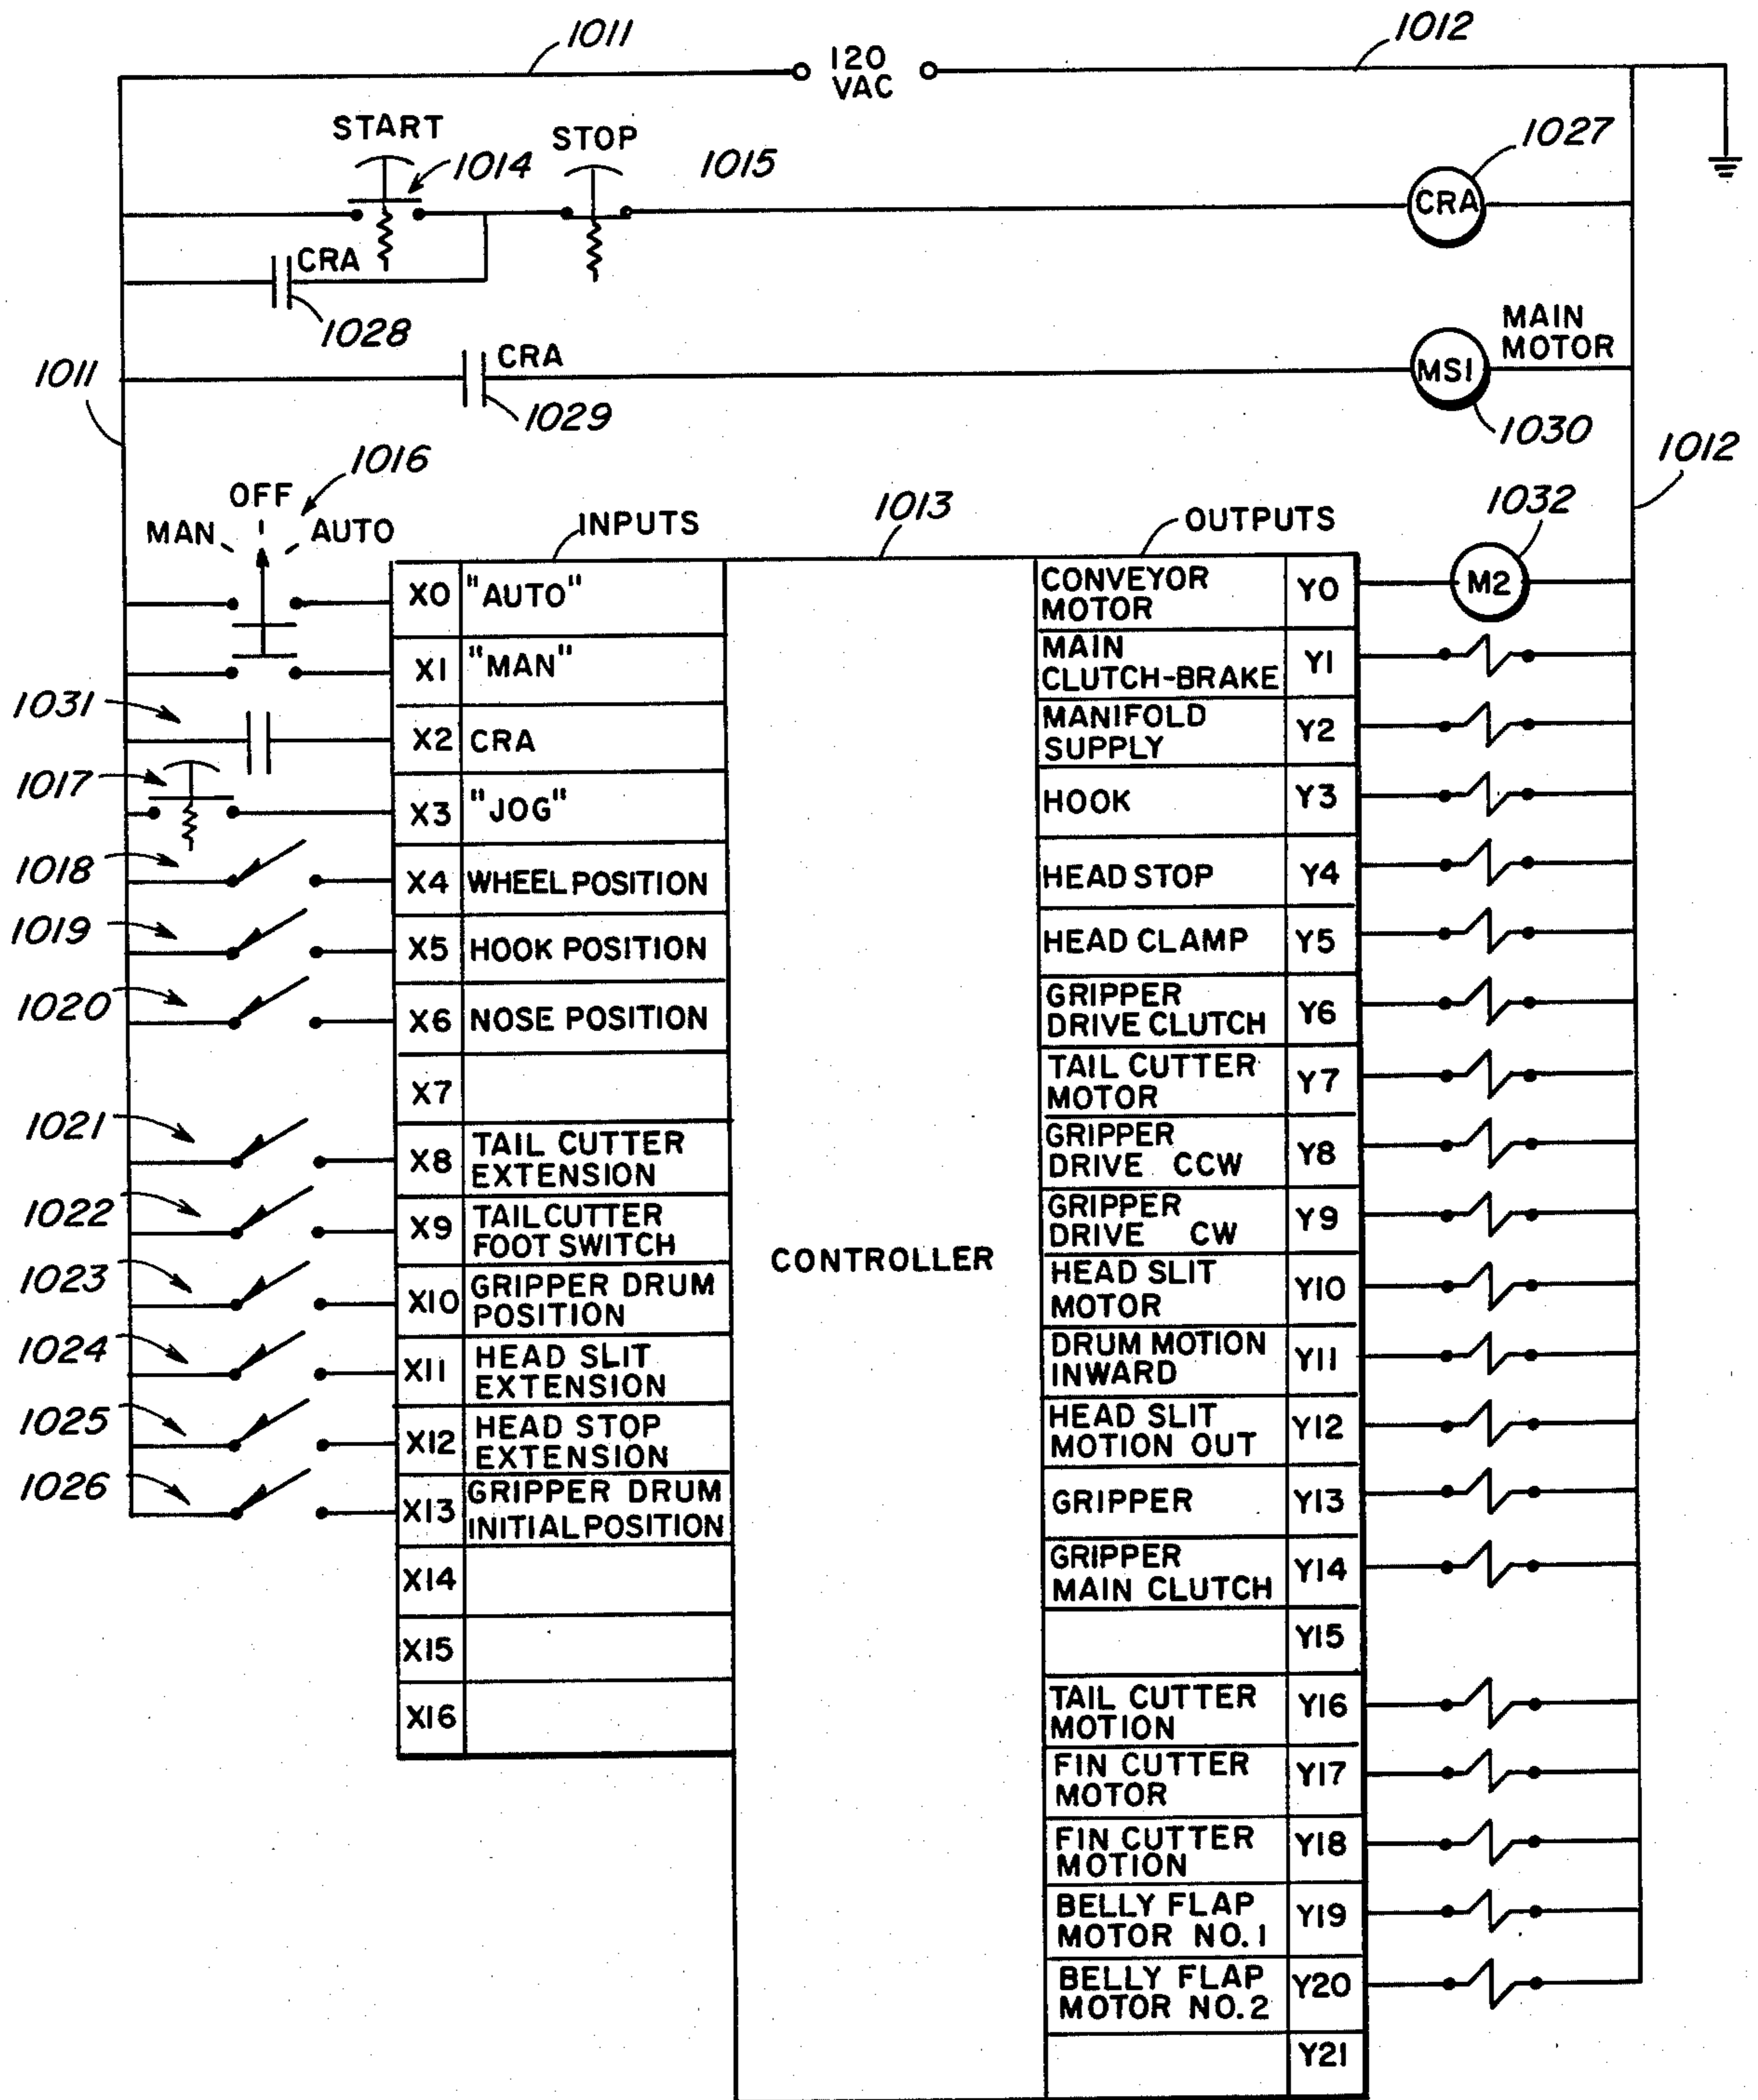 1011
120
VAC
1012
START
1014
STOP
1015
1027
CRA
CRA
1028
1011
CRA
1029
MAIN
MOTOR
MS1
1030
1012
1016
OFF
MAN
AUTO
INPUTS
1013
OUTPUTS
1032
X0 "AUTO"
CONVEYOR
MOTOR
Y0
M2
X1 "MAN"
MAIN
CLUTCH-BRAKE
Y1
1031
X2 CRA
MANIFOLD
SUPPLY
Y2
1017
X3 "JOG"
HOOK
Y3
1018
X4 WHEEL POSITION
HEAD STOP
Y4
1019
X5 HOOK POSITION
HEAD CLAMP
Y5
1020
X6 NOSE POSITION
GRIPPER
DRIVE CLUTCH
Y6
X7
TAIL CUTTER
MOTOR
Y7
1021
X8
TAIL CUTTER
EXTENSION
GRIPPER
DRIVE CCW
Y8
1022
X9
TAIL CUTTER
FOOT SWITCH
GRIPPER
DRIVE CW
Y9
1023
X10
GRIPPER DRUM
POSITION
CONTROLLER
HEAD SLIT
MOTOR
Y10
1024
X11
HEAD SLIT
EXTENSION
DRUM MOTION
INWARD
Y11
1025
X12
HEAD STOP
EXTENSION
HEAD SLIT
MOTION OUT
Y12
1026
X13
GRIPPER DRUM
INITIAL POSITION
GRIPPER
Y13
X14
GRIPPER
MAIN CLUTCH
Y14
X15
Y15
X16
TAIL CUTTER
MOTION
Y16
FIN CUTTER
MOTOR
Y17
FIN CUTTER
MOTION
Y18
BELLY FLAP
MOTOR NO. 1
Y19
BELLY FLAP
MOTOR NO. 2
Y20
Y21